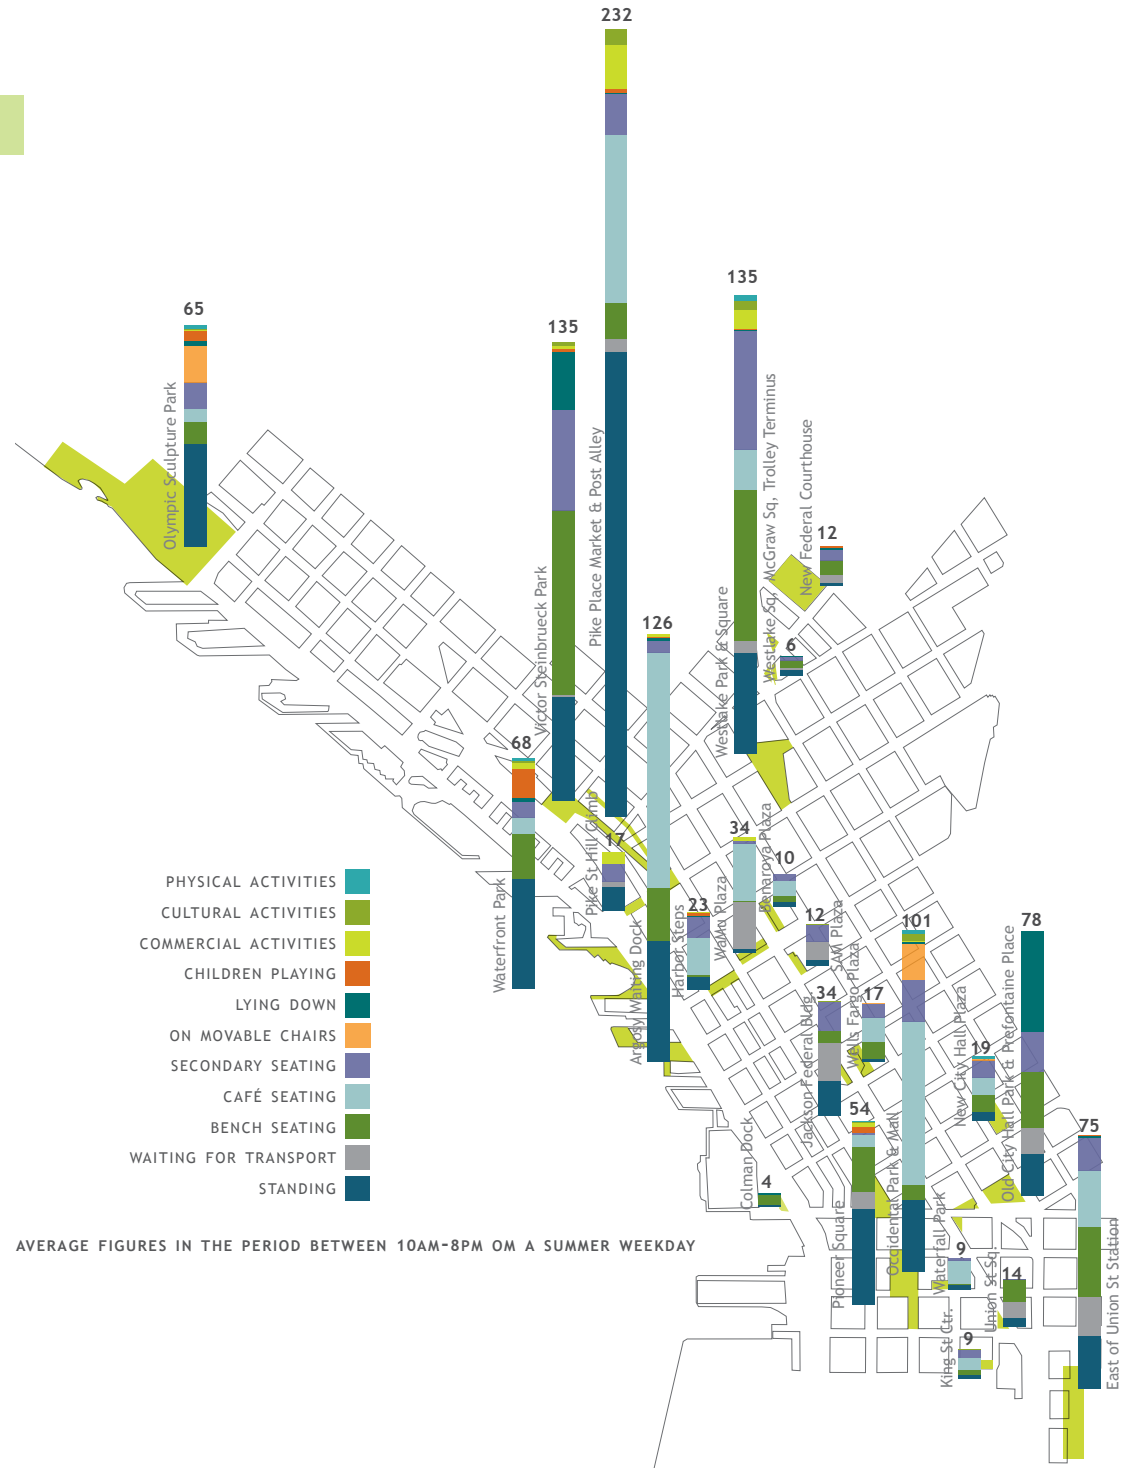 232
65
Olympic Sculpture Park
135
Victor Steinbrueck Park
Pike Place Market & Post Alley
135
Westlake Park & Square
Westlake Sq, McGraw Sq, Trolley Terminus
New Federal Courthouse
12
6
126
Argosy Waiting Dock
68
Waterfront Park
17
Pike St Hill Climb
34
WaMu Plaza
Benaroya Plaza
10
23
Harbor Steps
12
SAM Plaza
34
Jackson Federal Bldg.
17
Wells Fargo Plaza
101
Occidental Park & Mall
78
Old City Hall Park & Prefontaine Place
19
New City Hall Plaza
54
Pioneer Square
75
East of Union St Station
4
Colman Dock
9
Waterfall Park
14
Union St Sq.
9
King St Ctr.
PHYSICAL ACTIVITIES
CULTURAL ACTIVITIES
COMMERCIAL ACTIVITIES
CHILDREN PLAYING
LYING DOWN
ON MOVABLE CHAIRS
SECONDARY SEATING
CAFÉ SEATING
BENCH SEATING
WAITING FOR TRANSPORT
STANDING
AVERAGE FIGURES IN THE PERIOD BETWEEN 10AM-8PM OM A SUMMER WEEKDAY